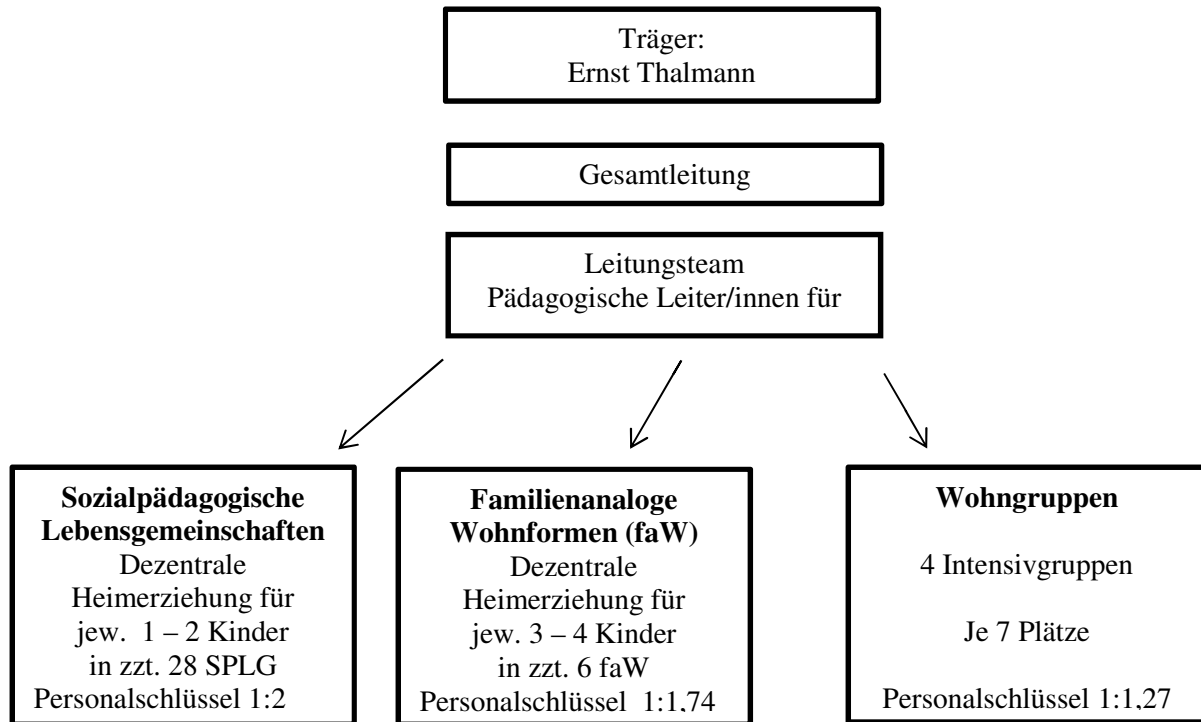 Träger:
Ernst Thalmann
Gesamtleitung
Leitungsteam
Pädagogische Leiter/innen für
Sozialpädagogische
Lebensgemeinschaften
Dezentrale
Heimerziehung für
jew. 1 – 2 Kinder
in zzt. 28 SPLG
Personalschlüssel 1:2
Familienanaloge
Wohnformen (faW)
Dezentrale
Heimerziehung für
jew. 3 – 4 Kinder
in zzt. 6 faW
Personalschlüssel 1:1,74
Wohngruppen
4 Intensivgruppen
Je 7 Plätze
Personalschlüssel 1:1,27